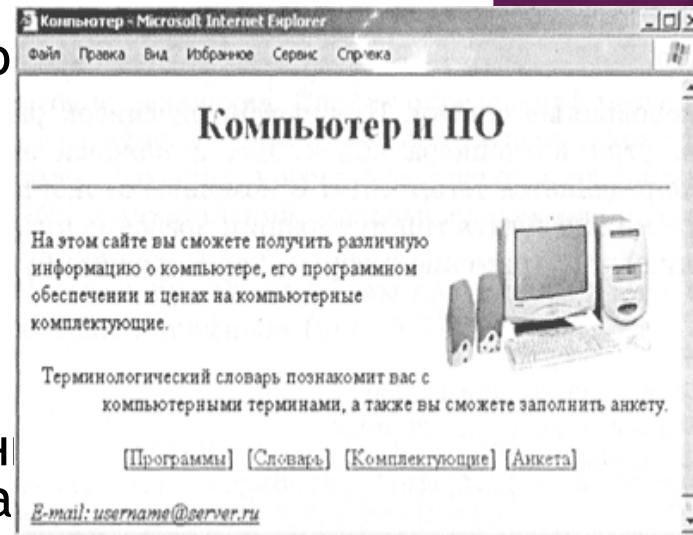 Компьютер - Microsoft Internet Explorer
Файл Правка Вид Избранное Сервис Справка
Компьютер и ПО
На этом сайте вы сможете получить различную
информацию о компьютере, его программном
обеспечении и ценах на компьютерные
комплектующие.
Терминологический словарь познакомит вас с
компьютерными терминами, а также вы сможете заполнить анкету.
[Программы] [Словарь] [Комплектующие] [Анкета]
E-mail: username@server.ru